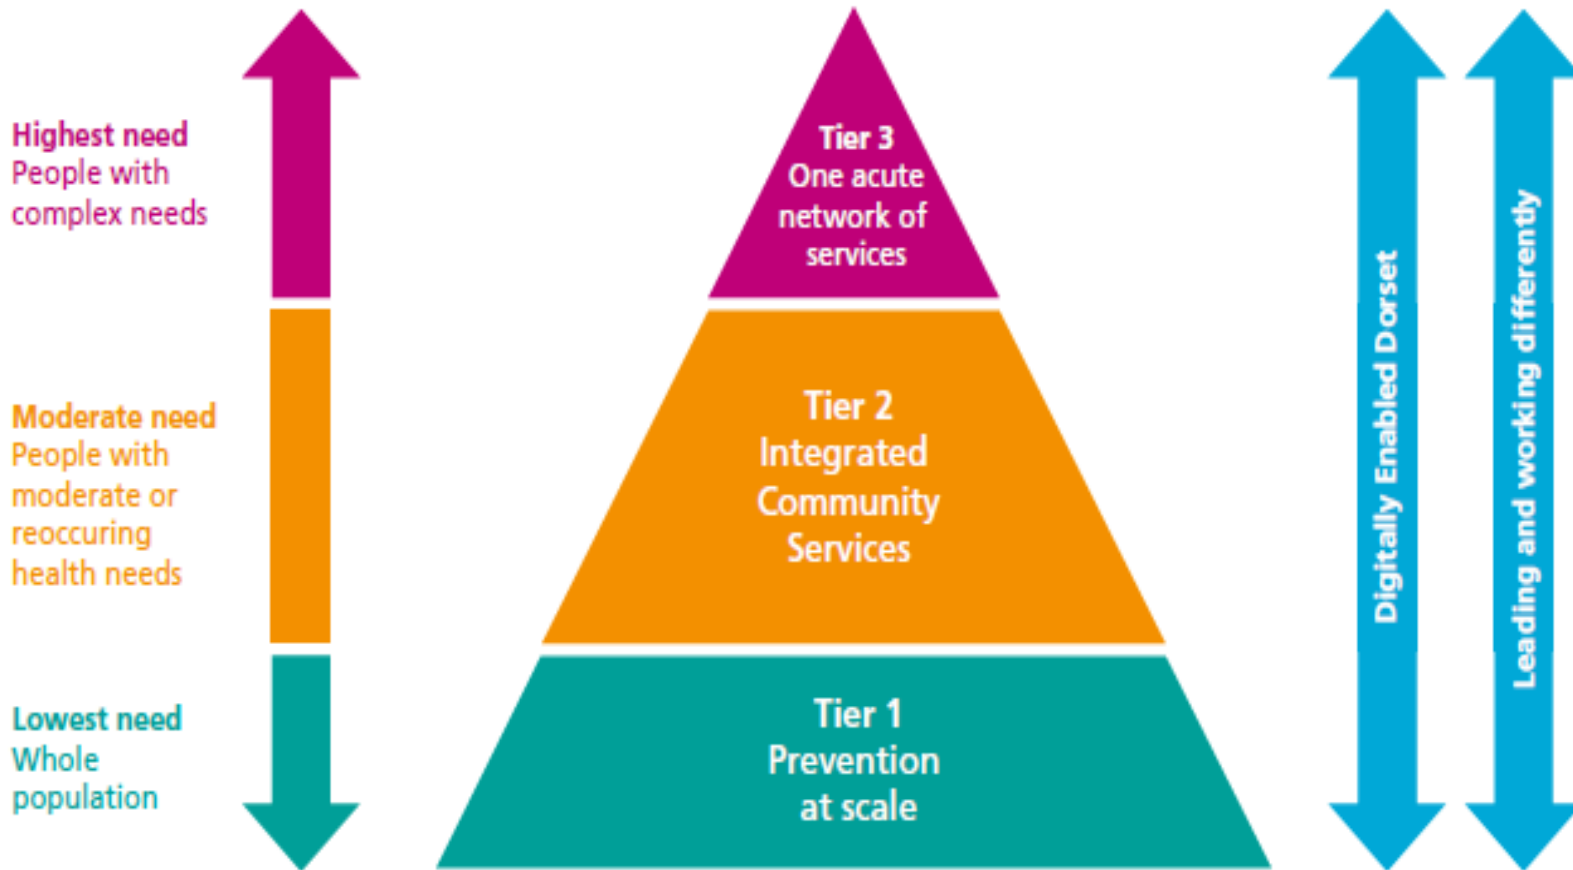 Highest need
People with
complex needs
Moderate need
People with
moderate or
reoccuring
health needs
Lowest need
Whole
population
Tier 3
One acute
network of
services
Tier 2
Integrated
Community
Services
Tier 1
Prevention
at scale
Digitally Enabled Dorset
Leading and working differently